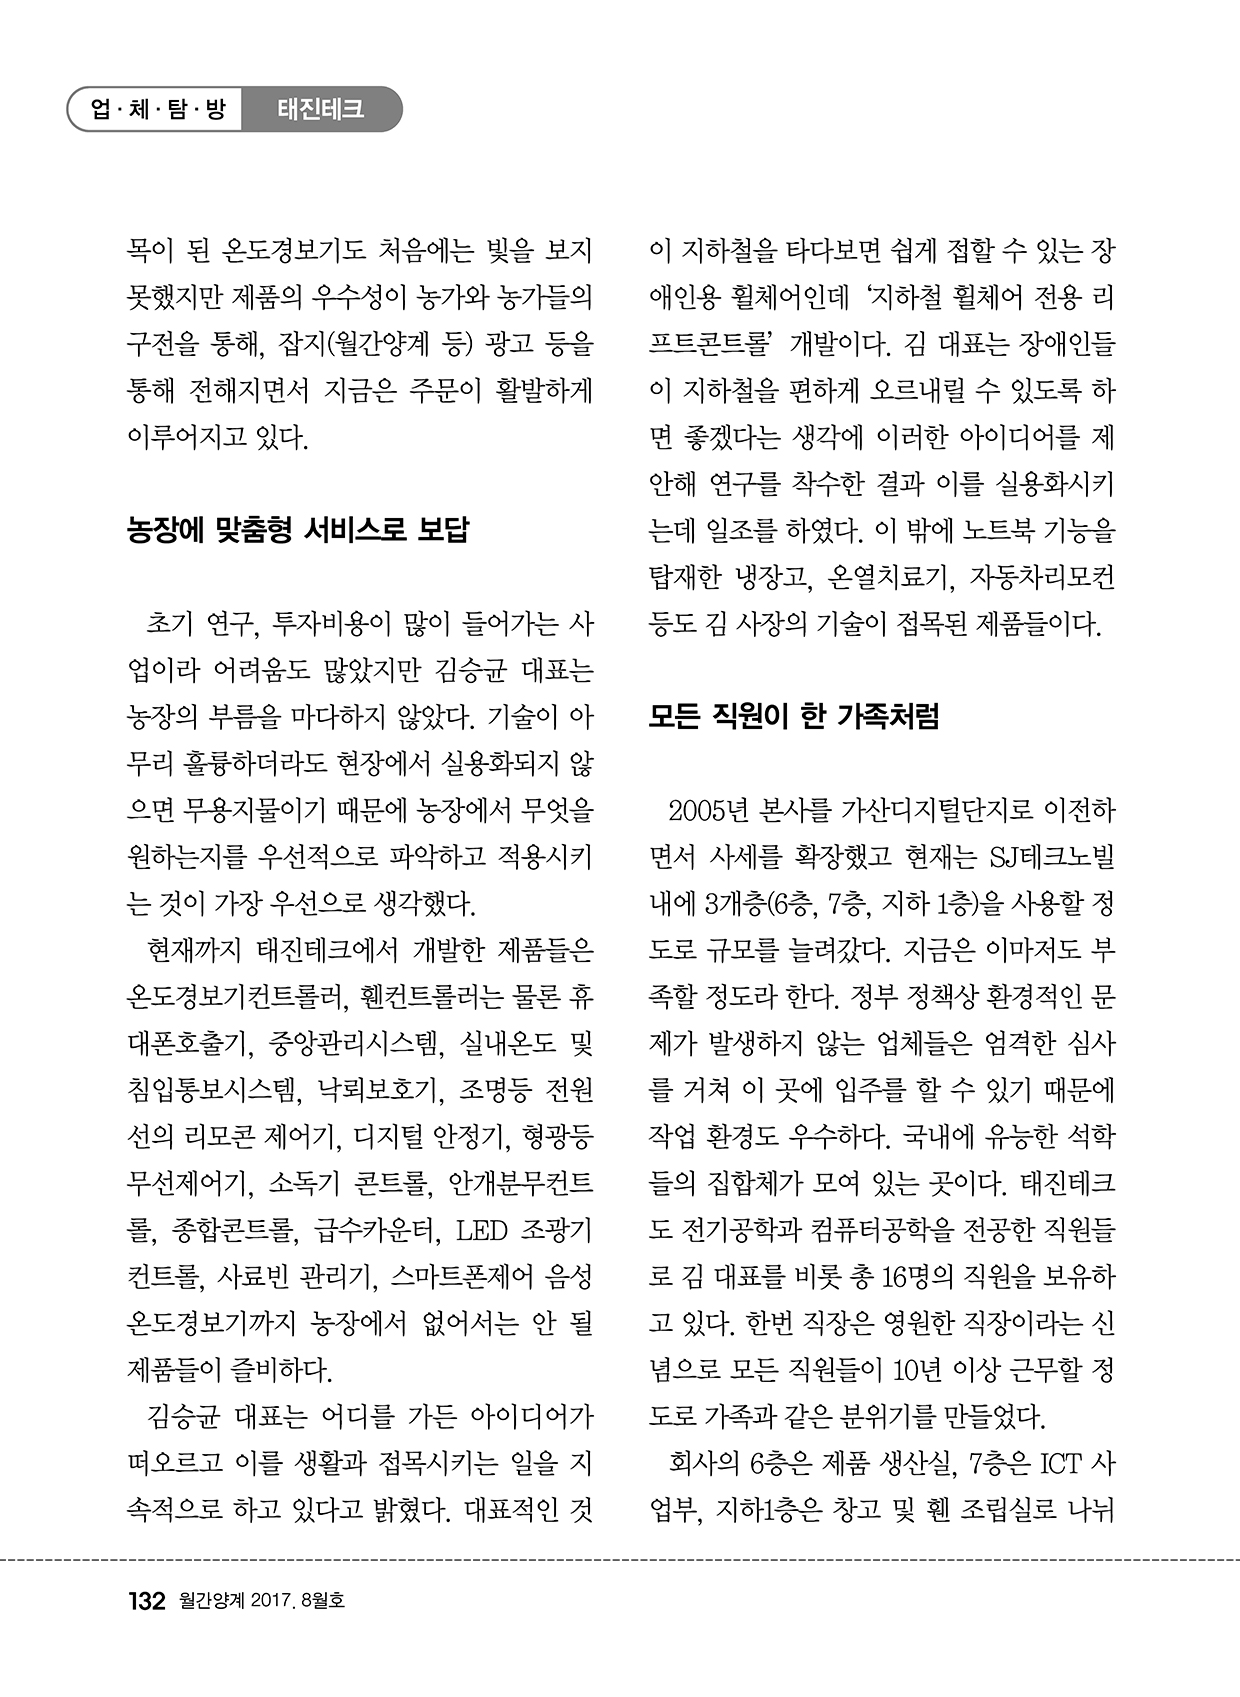 업·체·탐·방 태진테크
목이 된 온도경보기도 처음에는 빛을 보지
못했지만 제품의 우수성이 농가와 농가들의
구전을 통해, 잡지(월간양계 등) 광고 등을
통해 전해지면서 지금은 주문이 활발하게
이루어지고 있다.
농장에 맞춤형 서비스로 보답
초기 연구, 투자비용이 많이 들어가는 사
업이라 어려움도 많았지만 김승균 대표는
농장의 부름을 마다하지 않았다. 기술이 아
무리 훌륭하더라도 현장에서 실용화되지 않
으면 무용지물이기 때문에 농장에서 무엇을
원하는지를 우선적으로 파악하고 적용시키
는 것이 가장 우선으로 생각했다.
현재까지 태진테크에서 개발한 제품들은
온도경보기컨트롤러, 휀컨트롤러는 물론 휴
대폰호출기, 중앙관리시스템, 실내온도 및
침입통보시스템, 낙뢰보호기, 조명등 전원
선의 리모콘 제어기, 디지털 안정기, 형광등
무선제어기, 소독기 콘트롤, 안개분무컨트
롤, 종합콘트롤, 급수카운터, LED 조광기
컨트롤, 사료빈 관리기, 스마트폰제어 음성
온도경보기까지 농장에서 없어서는 안 될
제품들이 즐비하다.
김승균 대표는 어디를 가든 아이디어가
떠오르고 이를 생활과 접목시키는 일을 지
속적으로 하고 있다고 밝혔다. 대표적인 것
이 지하철을 타다보면 쉽게 접할 수 있는 장
애인용 휠체어인데 ‘지하철 휠체어 전용 리
프트콘트롤’ 개발이다. 김 대표는 장애인들
이 지하철을 편하게 오르내릴 수 있도록 하
면 좋겠다는 생각에 이러한 아이디어를 제
안해 연구를 착수한 결과 이를 실용화시키
는데 일조를 하였다. 이 밖에 노트북 기능을
탑재한 냉장고, 온열치료기, 자동차리모컨
등도 김 사장의 기술이 접목된 제품들이다.
모든 직원이 한 가족처럼
2005년 본사를 가산디지털단지로 이전하
면서 사세를 확장했고 현재는 SJ테크노빌
내에 3개층(6층, 7층, 지하 1층)을 사용할 정
도로 규모를 늘려갔다. 지금은 이마저도 부
족할 정도라 한다. 정부 정책상 환경적인 문
제가 발생하지 않는 업체들은 엄격한 심사
를 거쳐 이 곳에 입주를 할 수 있기 때문에
작업 환경도 우수하다. 국내에 유능한 석학
들의 집합체가 모여 있는 곳이다. 태진테크
도 전기공학과 컴퓨터공학을 전공한 직원들
로 김 대표를 비롯 총 16명의 직원을 보유하
고 있다. 한번 직장은 영원한 직장이라는 신
념으로 모든 직원들이 10년 이상 근무할 정
도로 가족과 같은 분위기를 만들었다.
회사의 6층은 제품 생산실, 7층은 ICT 사
업부, 지하1층은 창고 및 휀 조립실로 나뉘
132 월간양계 2017. 8월호